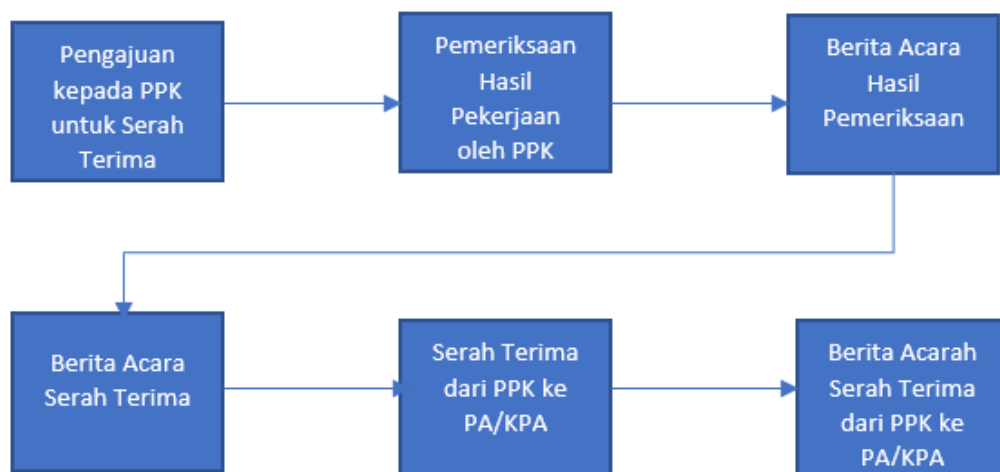 Pengajuan
kepada PPK
untuk Serah
Terima
Pemeriksaan
Hasil
Pekerjaan
oleh PPK
Berita Acara
Hasil
Pemeriksaan
Berita Acara
Serah Terima
Serah Terima
dari PPK ke
PA/KPA
Berita Acarah
Serah Terima
dari PPK ke
PA/KPA